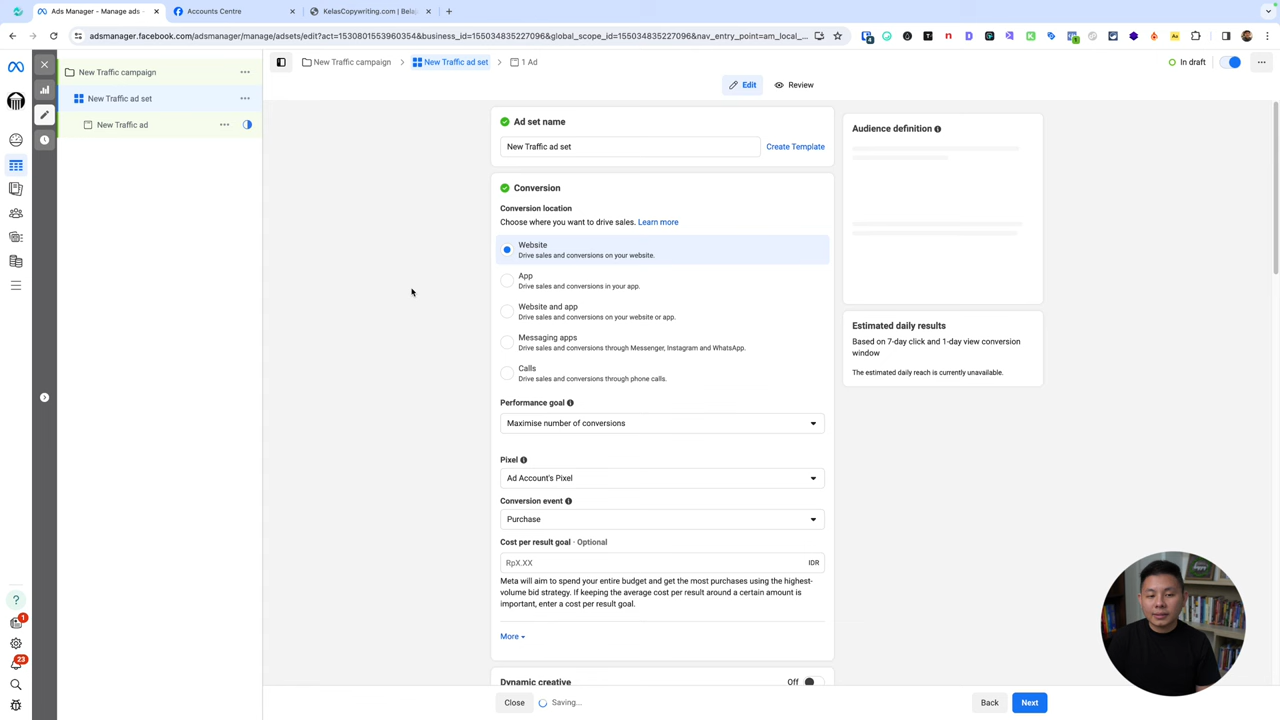 Ads Manager - Manage ads -
Accounts Centre
KelasCopywriting.com | Bela
adsmanager.facebook.com/adsmanager/manage/assets/edit?act=1530801553960354&business_id=155034835227096&global_scope_id=155034835227096&nav_entry_point=am_local_
New Traffic campaign
New Traffic ad set
New Traffic ad
New Traffic campaign
New Traffic ad set
1 Ad
In draft
Edit
Review
Ad set name
New Traffic ad set
Create Template
Conversion
Conversion location
Choose where you want to drive sales. Learn more
Website
Drive sales and conversions on your website.
App
Drive sales and conversions in your app.
Website and app
Drive sales and conversions on your website or app.
Messaging apps
Drive sales and conversions through Messenger, Instagram and WhatsApp.
Calls
Drive sales and conversions through phone calls.
Performance goal
Maximise number of conversions
Pixel
Ad Account's Pixel
Conversion event
Purchase
Cost per result goal · Optional
RpX.XX
IDR
Meta will aim to spend your entire budget and get the most purchases using the highest-
volume bid strategy. If keeping the average cost per result around a certain amount is
important, enter a cost per result goal.
More
Dynamic creative
Off
Audience definition
Estimated daily results
Based on 7-day click and 1-day view conversion
window
The estimated daily reach is currently unavailable.
1
23
Close
Saving...
Back
Next